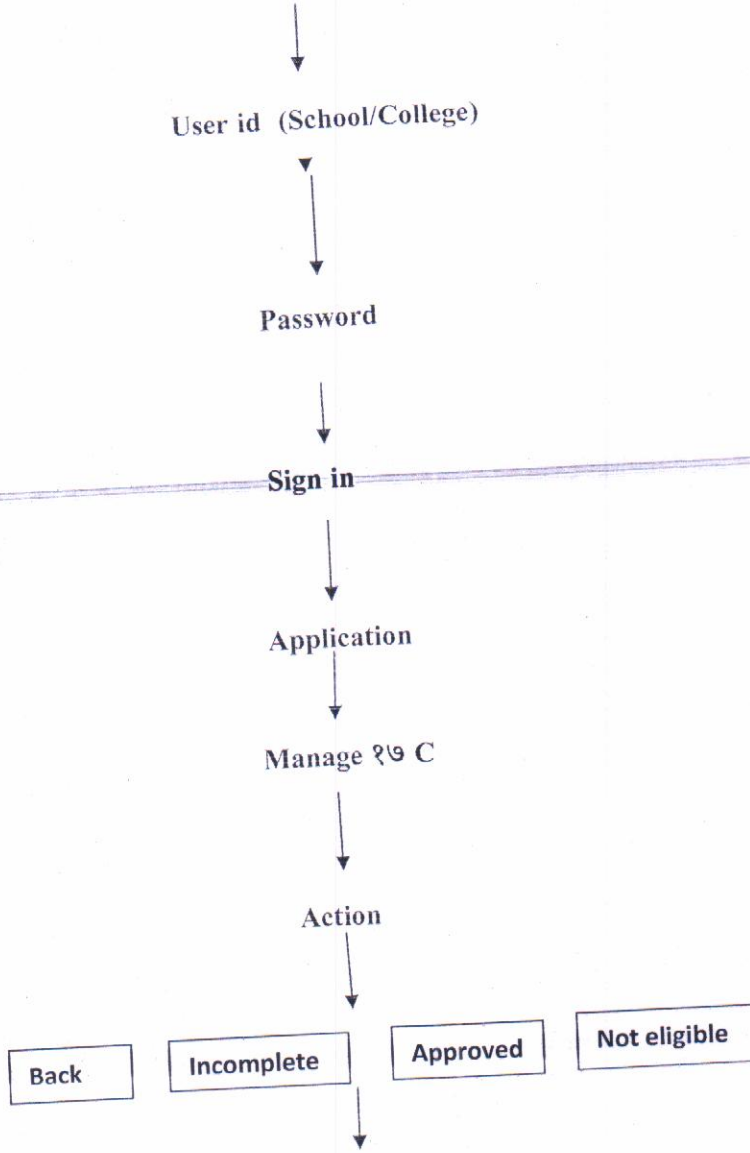 User id (School/College)
Password
Sign in
Application
Manage १७ C
Action
Back Incomplete Approved Not eligible